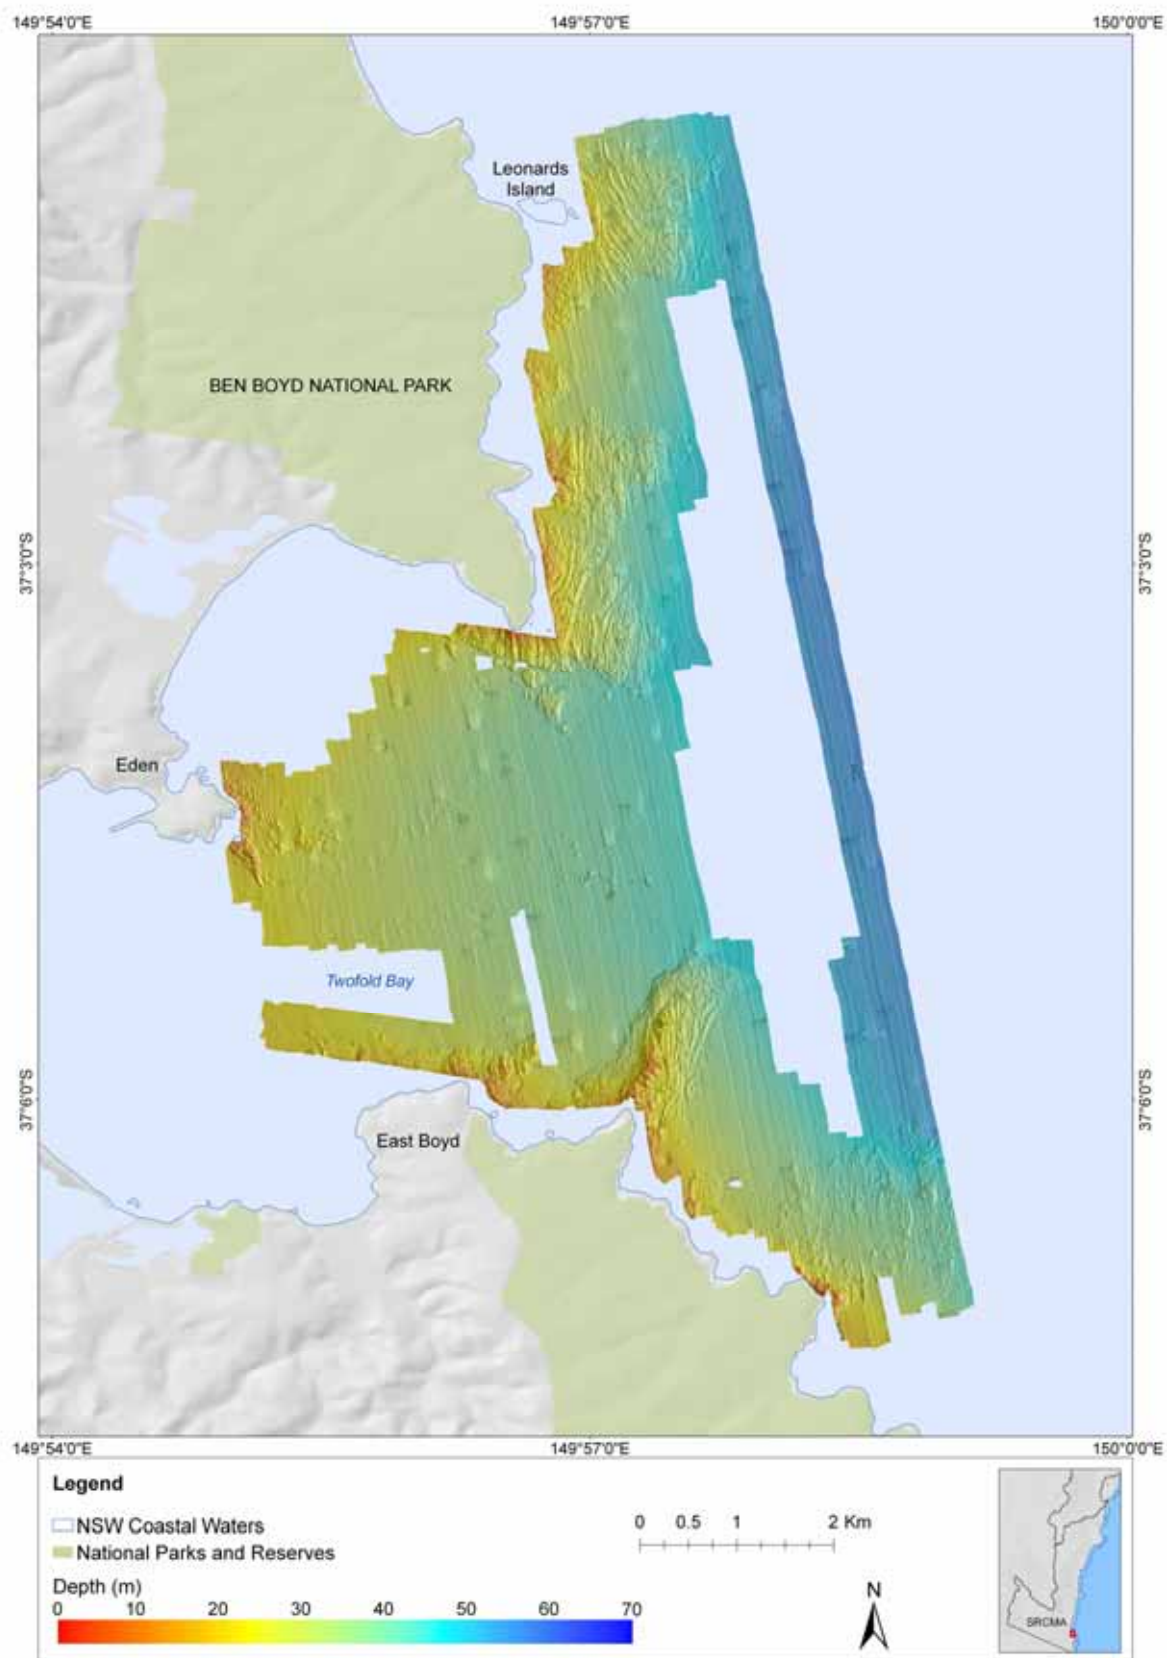 149°54'0"E 149°57'0"E 150°0'0"E
Leonards
Island
BEN BOYD NATIONAL PARK
37°3'0"S 37°3'0"S
Eden
Twofold Bay
37°6'0"S 37°6'0"S
East Boyd
149°54'0"E 149°57'0"E 150°0'0"E
Legend
NSW Coastal Waters
National Parks and Reserves
0 0.5 1 2 Km
Depth (m)
0 10 20 30 40 50 60 70
N
SRCMA